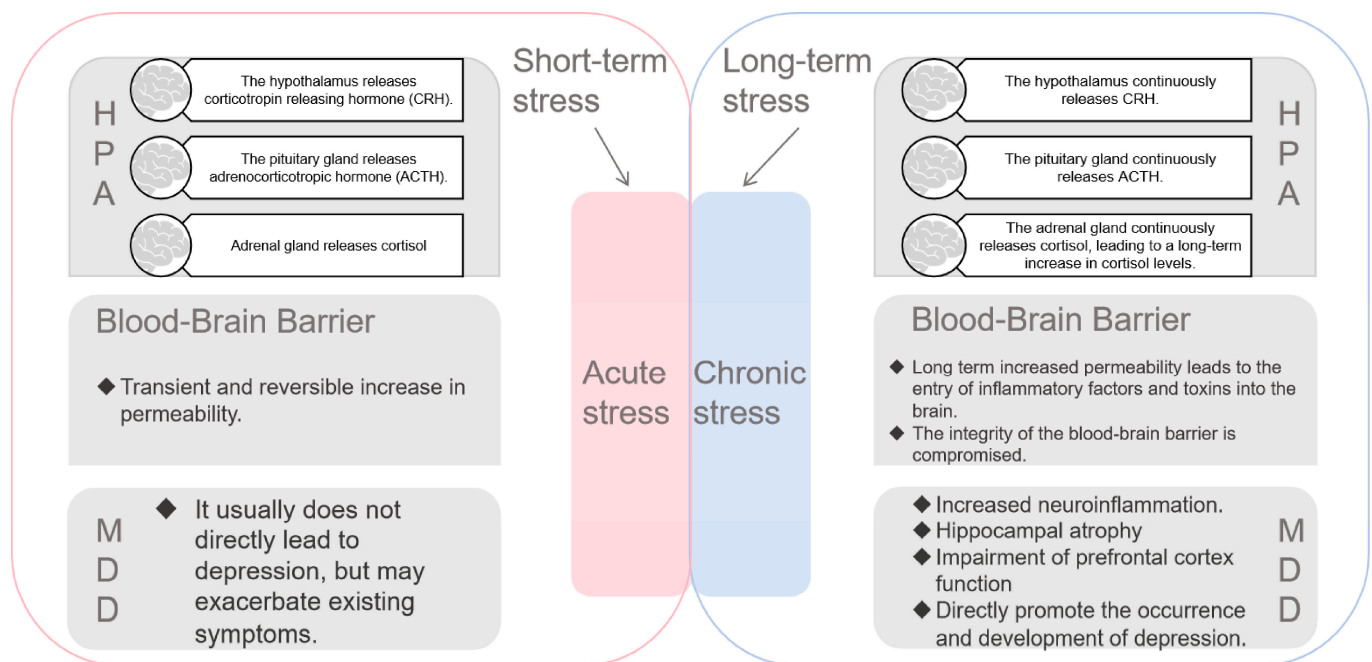 H
P
A
The hypothalamus releases
corticotropin releasing hormone (CRH).
The pituitary gland releases
adrenocorticotropic hormone (ACTH).
Adrenal gland releases cortisol
Blood-Brain Barrier
◆ Transient and reversible increase in
permeability.
M
D
D
◆ It usually does not
directly lead to
depression, but may
exacerbate existing
symptoms.
Short-term
stress
Long-term
stress
Acute
stress
Chronic
stress
The hypothalamus continuously
releases CRH.
The pituitary gland continuously
releases ACTH.
The adrenal gland continuously
releases cortisol, leading to a long-term
increase in cortisol levels.
H
P
A
Blood-Brain Barrier
◆ Long term increased permeability leads to the
entry of inflammatory factors and toxins into the
brain.
◆ The integrity of the blood-brain barrier is
compromised.
◆ Increased neuroinflammation.
◆ Hippocampal atrophy
◆ Impairment of prefrontal cortex
function
◆ Directly promote the occurrence
and development of depression.
M
D
D